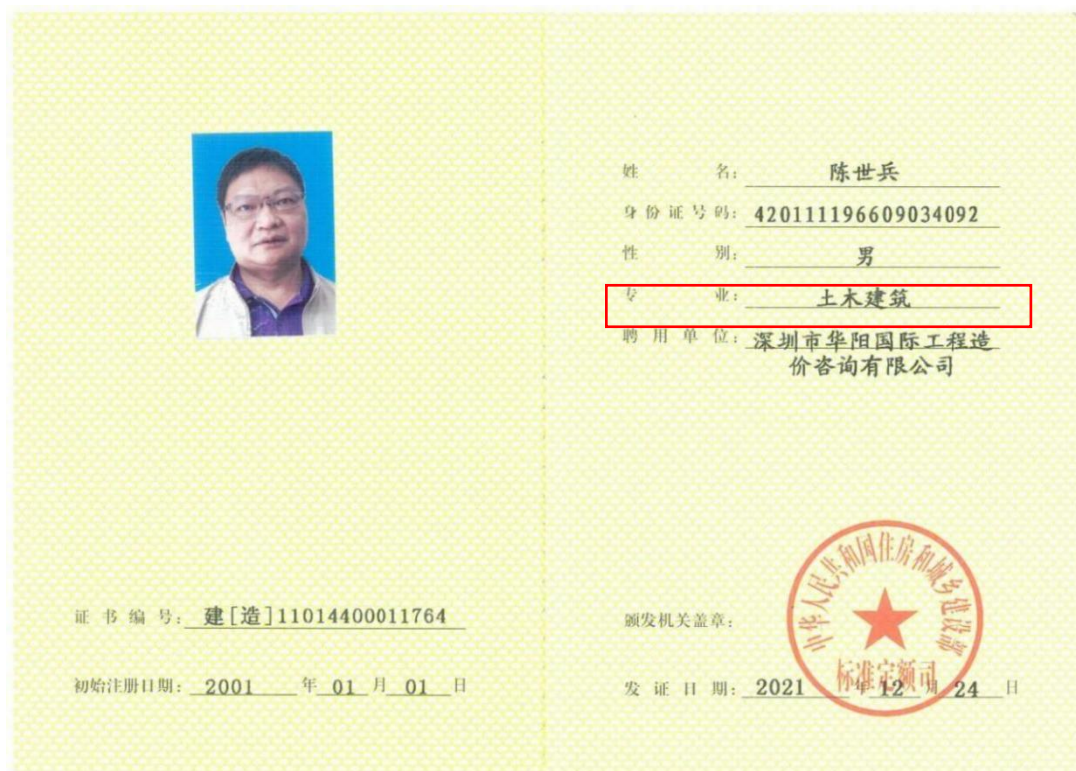 姓 名: 陈世兵
身份证号码: 420111196609034092
性 别: 男
专 业: 土木建筑
聘用单位: 深圳市华阳国际工程造
价咨询有限公司
证书编号: 建[造]11014400011764
初始注册日期: 2001 年 01 月 01 日
颁发机关盖章:
中华人民共和国住房和城乡建设部
标准定额司
发证日期: 2021 年 12 月 24 日